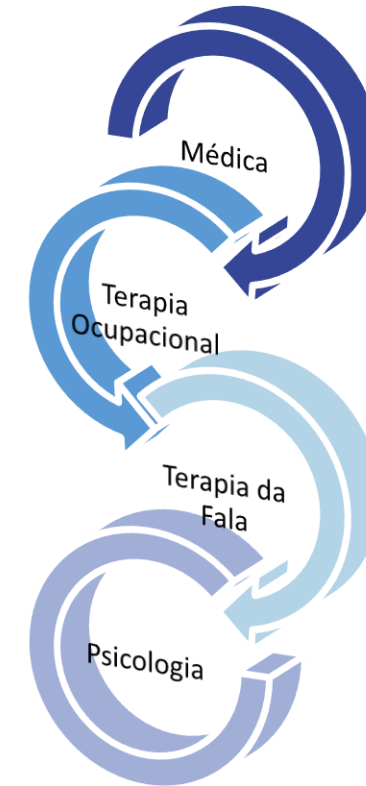 Médica
Terapia
Ocupacional
Terapia da
Fala
Psicologia